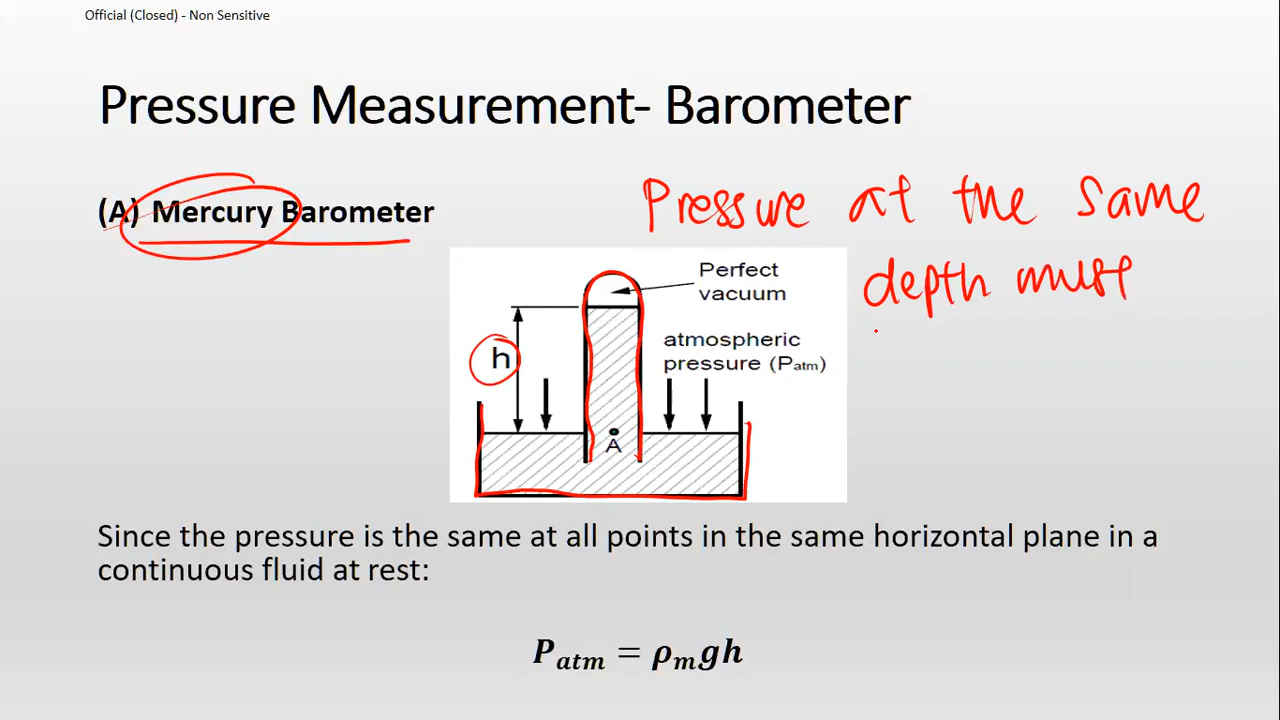 Official (Closed) - Non Sensitive
Pressure Measurement- Barometer
(A) Mercury Barometer
Pressure at the same
depth must
Perfect
vacuum
atmospheric
pressure (Patm)
h
A
Since the pressure is the same at all points in the same horizontal plane in a
continuous fluid at rest:
Patm = ρmgh